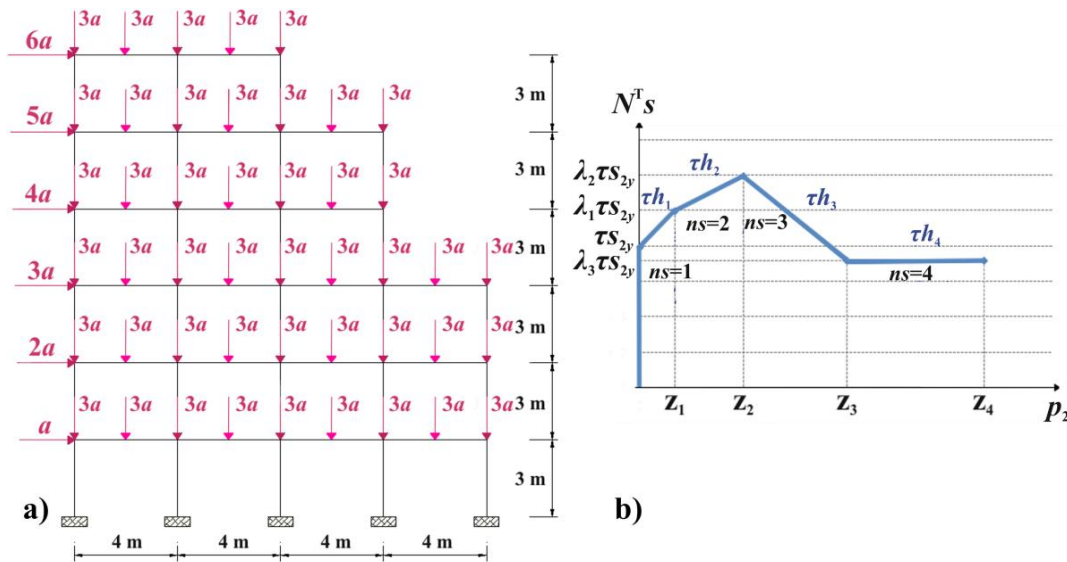 3a 3a 3a 3a 3a
6a
3 m
3a 3a 3a 3a 3a 3a 3a
5a
3 m
3a 3a 3a 3a 3a 3a 3a
4a
3 m
3a 3a 3a 3a 3a 3a 3a 3a 3a
3a
3 m
3a 3a 3a 3a 3a 3a 3a 3a 3a
2a
3 m
3a 3a 3a 3a 3a 3a 3a 3a 3a
a
3 m
a)
4 m 4 m 4 m 4 m
NᵀS
λ₂τs₂y
λ₁τs₂y
τs₂y
λ₃τs₂y
τh₁
τh₂
τh₃
τh₄
ns=1
ns=2
ns=3
ns=4
z₁ z₂ z₃ z₄
p₂
b)